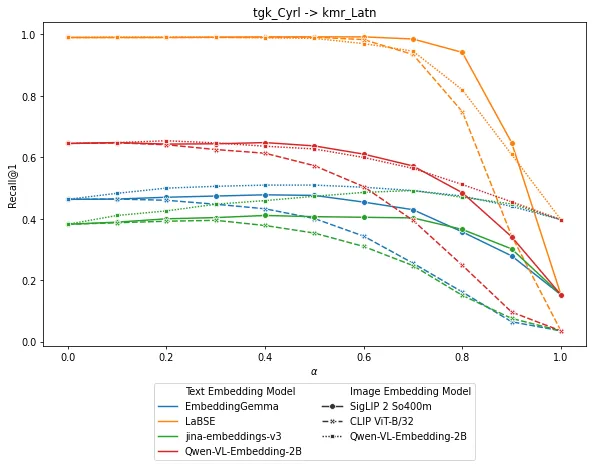 tgk_Cyrl -> kmr_Latn
Recall@1
1.0
0.8
0.6
0.4
0.2
0.0
0.0 0.2 0.4 0.6 0.8 1.0
α
Text Embedding Model Image Embedding Model
EmbeddingGemma SigLIP 2 So400m
LaBSE CLIP ViT-B/32
jina-embeddings-v3 Qwen-VL-Embedding-2B
Qwen-VL-Embedding-2B